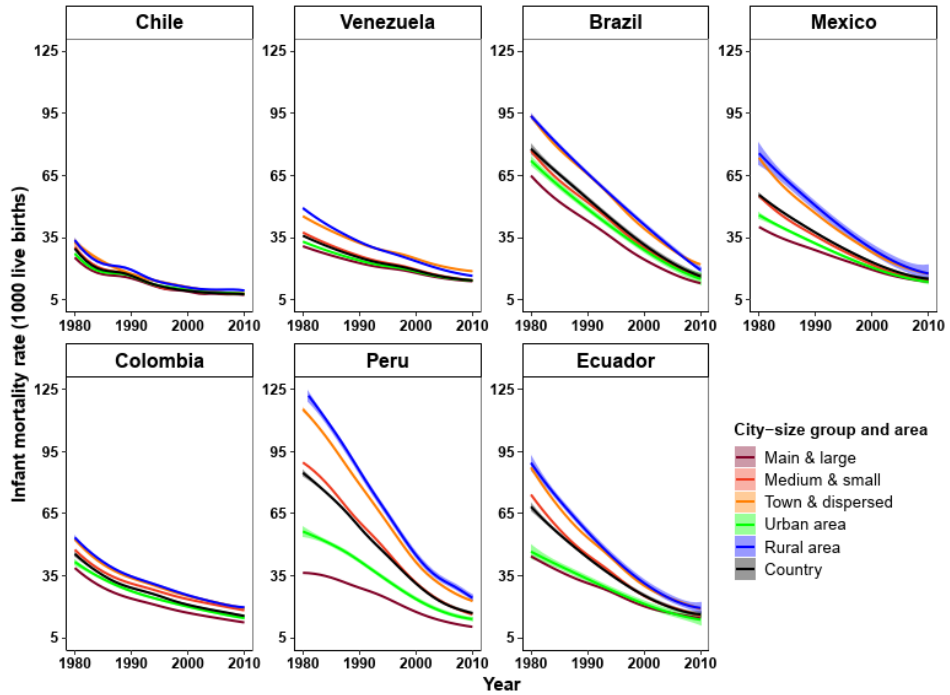 Chile
Venezuela
Brazil
Mexico
125
95
65
35
5
125
95
65
35
5
125
95
65
35
5
125
95
65
35
5
1980 1990 2000 2010
1980 1990 2000 2010
1980 1990 2000 2010
1980 1990 2000 2010
Infant mortality rate (1000 live births)
Colombia
Peru
Ecuador
125
95
65
35
5
125
95
65
35
5
125
95
65
35
5
1980 1990 2000 2010
1980 1990 2000 2010
1980 1990 2000 2010
Year
City−size group and area
Main & large
Medium & small
Town & dispersed
Urban area
Rural area
Country